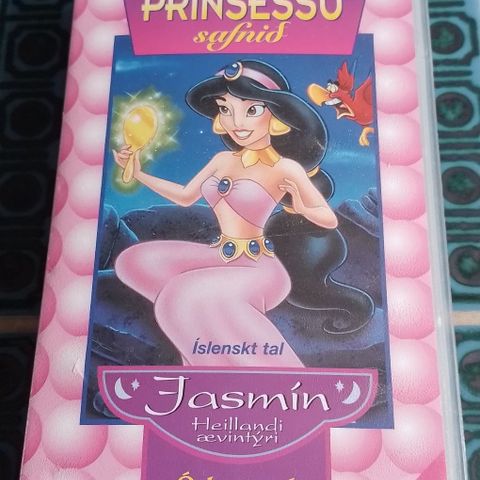 PRINSESSU
safnið
Íslenskt tal
Jasmín
Heillandi
ævintýri